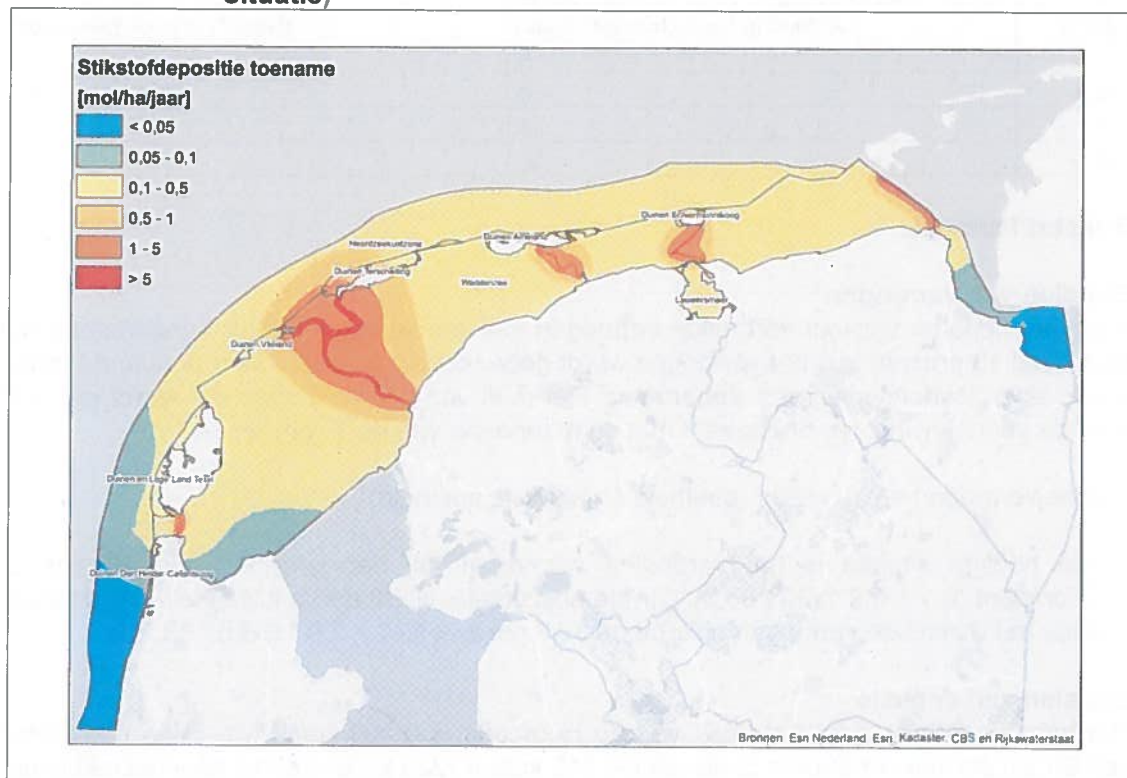 situatie)
Stikstofdepositie toename
[mol/ha/jaar]
< 0,05
0,05 - 0,1
0,1 - 0,5
0,5 - 1
1 - 5
> 5
Duinen Schiermonnikoog
Duinen Ameland
Noordzeekustzone
Duinen Terschelling
Waddenzee
Lauwersmeer
Duinen Vlieland
Duinen en Lage Land Texel
Duinen Den Helder-Callantsoog
Bronnen: Esri Nederland, Esri, Kadaster, CBS en Rijkswaterstaat